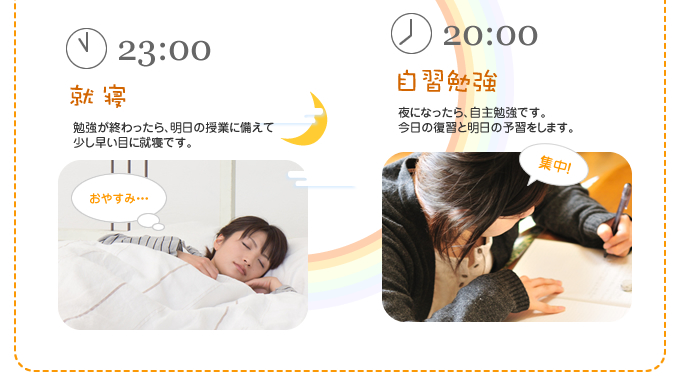 20:00
自習勉強
夜になったら、自主勉強です。
今日の復習と明日の予習をします。
集中!
23:00
就寝
勉強が終わったら、明日の授業に備えて
少し早い目に就寝です。
おやすみ…